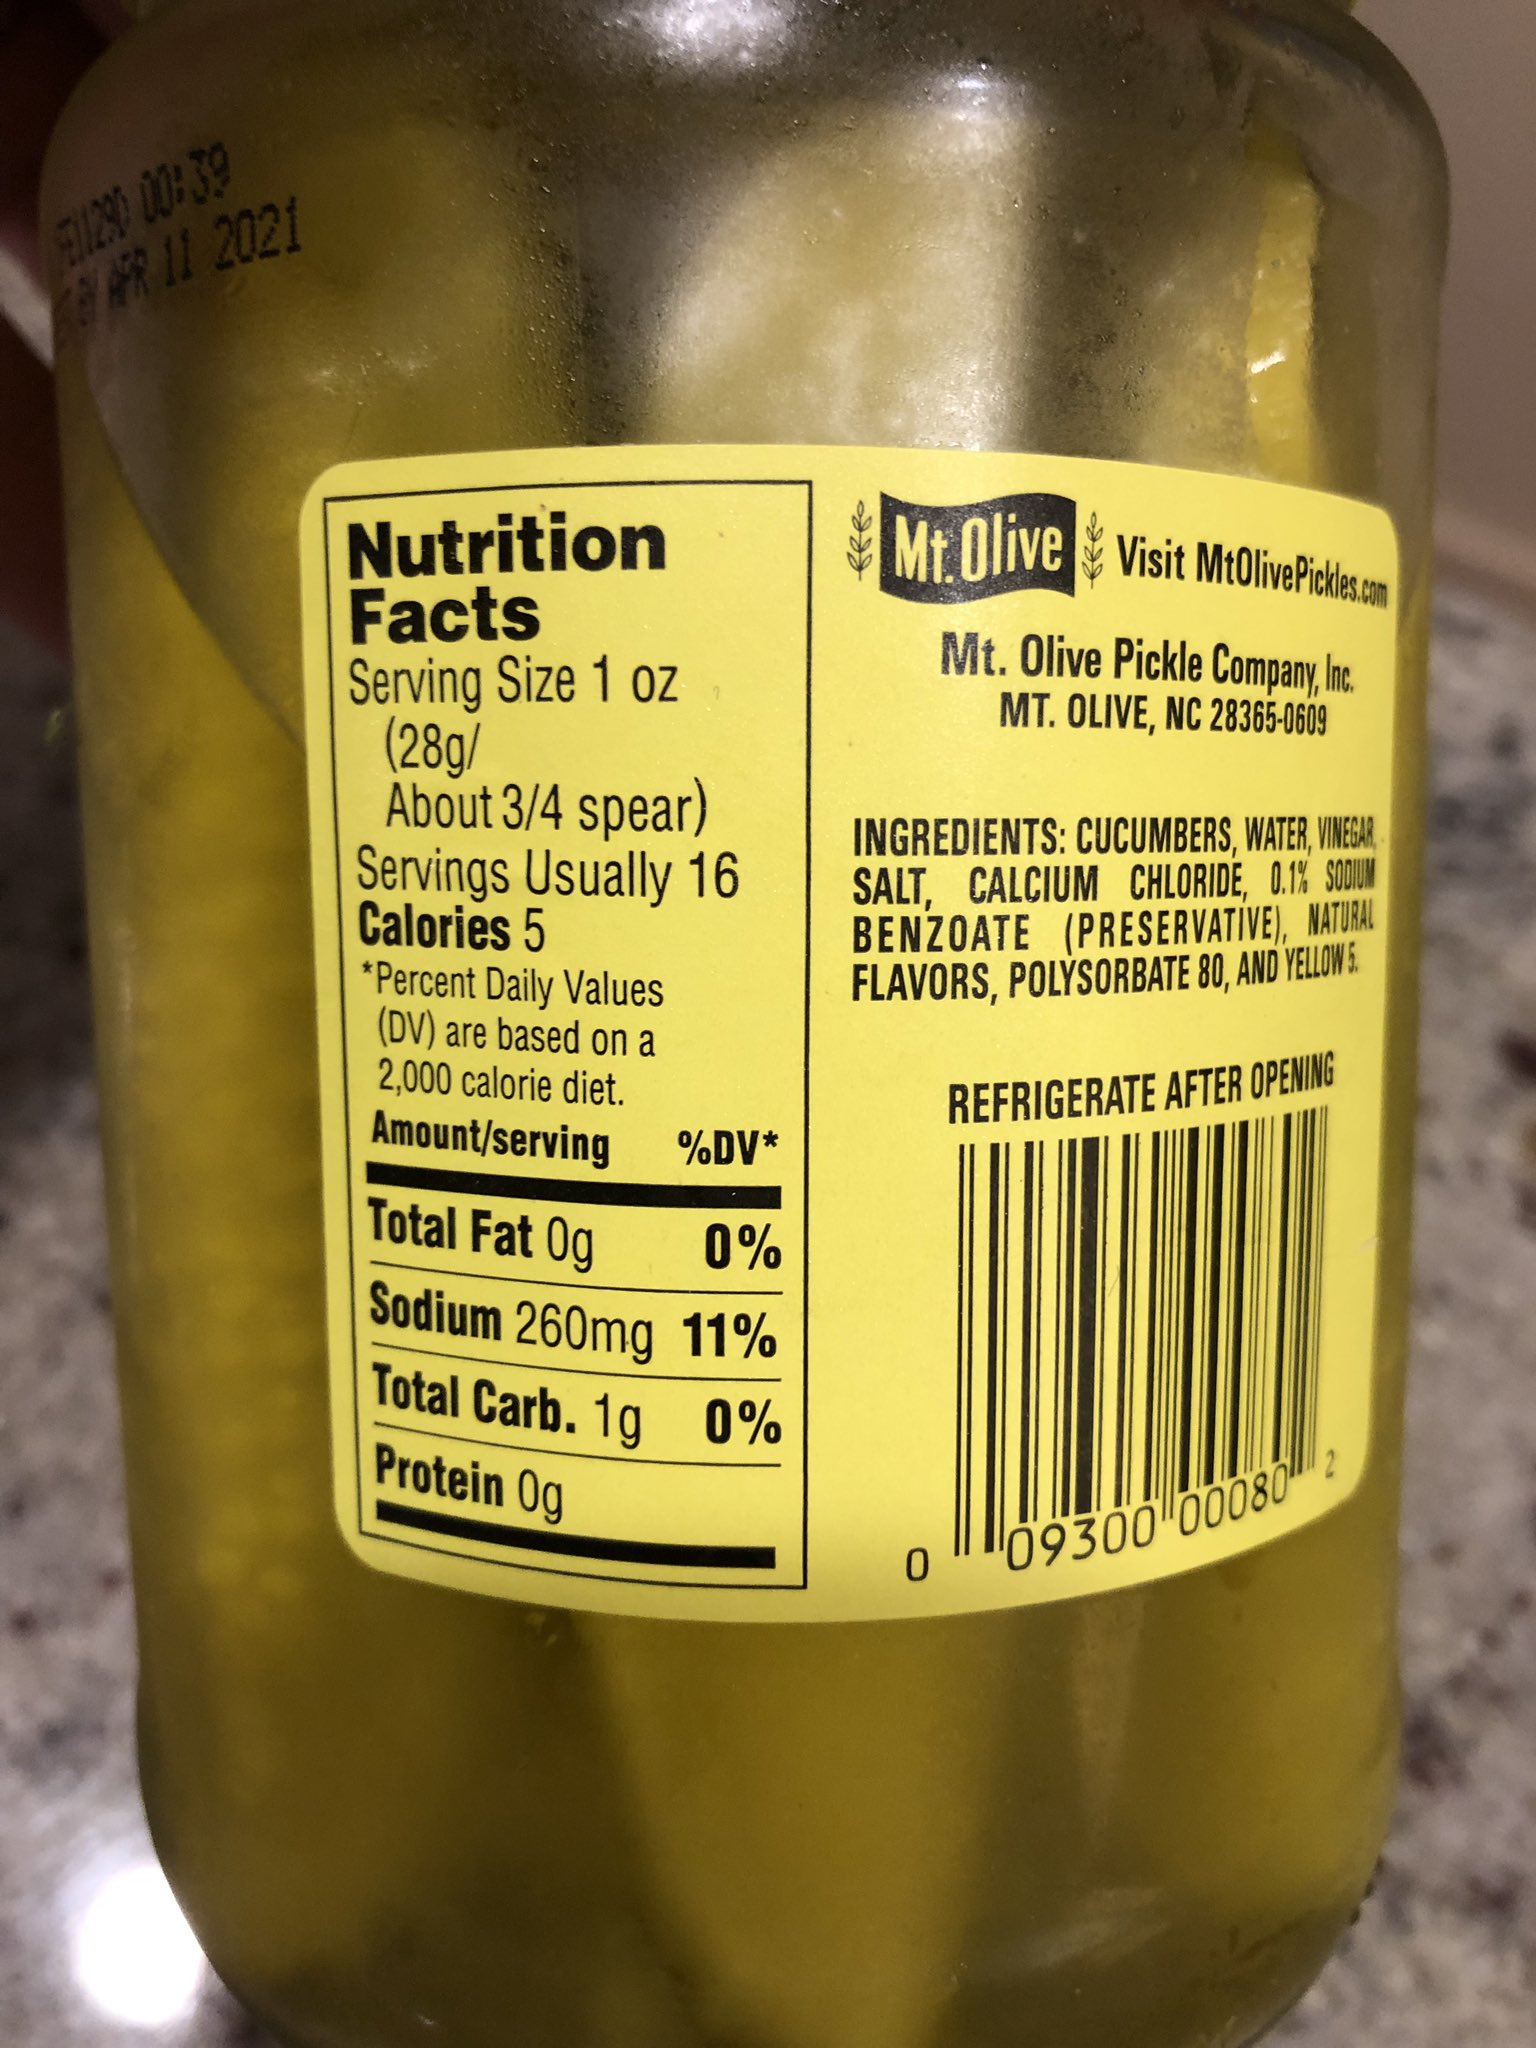 00:39
BY APR 11 2021
Nutrition
Facts
Serving Size 1 oz
(28g/
About 3/4 spear)
Servings Usually 16
Calories 5
*Percent Daily Values
(DV) are based on a
2,000 calorie diet.
Amount/serving %DV*
Total Fat 0g 0%
Sodium 260mg 11%
Total Carb. 1g 0%
Protein 0g
Mt. Olive Visit MtOlivePickles.com
Mt. Olive Pickle Company, Inc.
MT. OLIVE, NC 28365-0609
INGREDIENTS: CUCUMBERS, WATER, VINEGAR,
SALT, CALCIUM CHLORIDE, 0.1% SODIUM
BENZOATE (PRESERVATIVE), NATURAL
FLAVORS, POLYSORBATE 80, AND YELLOW 5.
REFRIGERATE AFTER OPENING
0 09300 00080 2